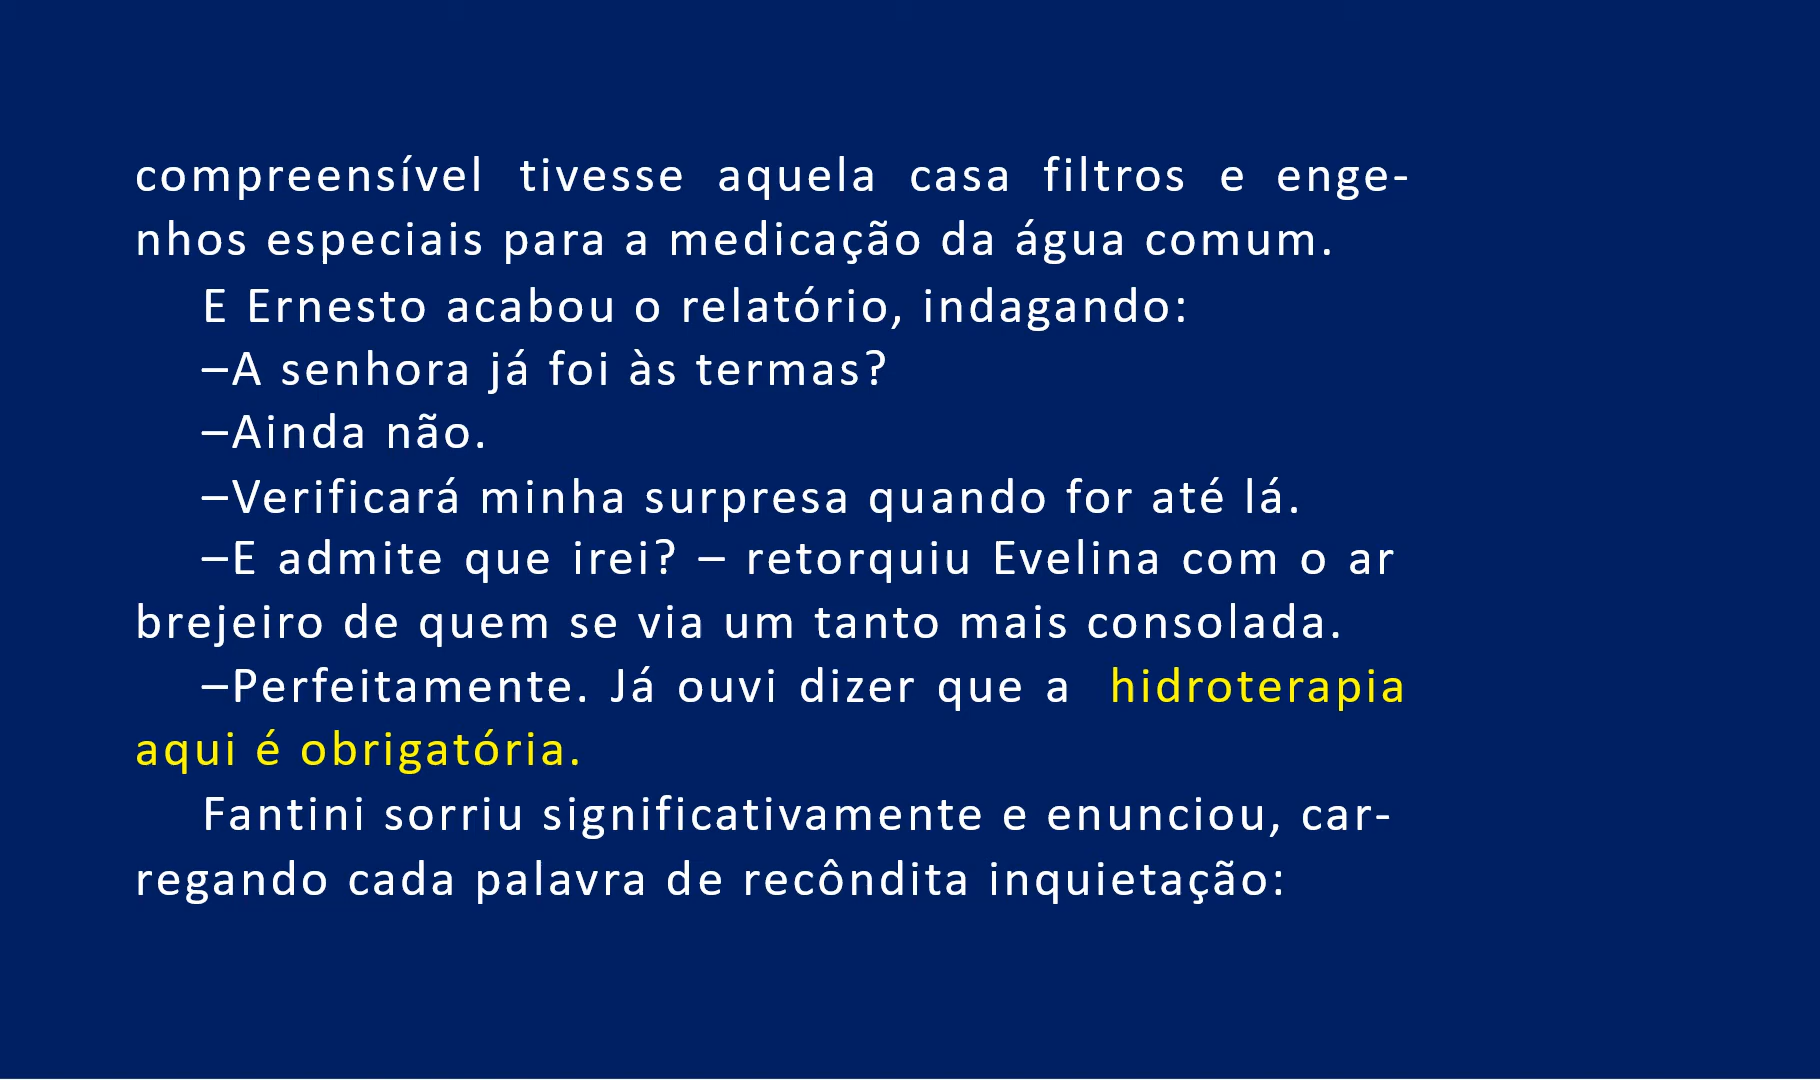 compreensível tivesse aquela casa filtros e enge-
nhos especiais para a medicação da água comum.
E Ernesto acabou o relatório, indagando:
–A senhora já foi às termas?
–Ainda não.
–Verificará minha surpresa quando for até lá.
–E admite que irei? – retorquiu Evelina com o ar
brejeiro de quem se via um tanto mais consolada.
–Perfeitamente. Já ouvi dizer que a hidroterapia
aqui é obrigatória.
Fantini sorriu significativamente e enunciou, car-
regando cada palavra de recôndita inquietação: